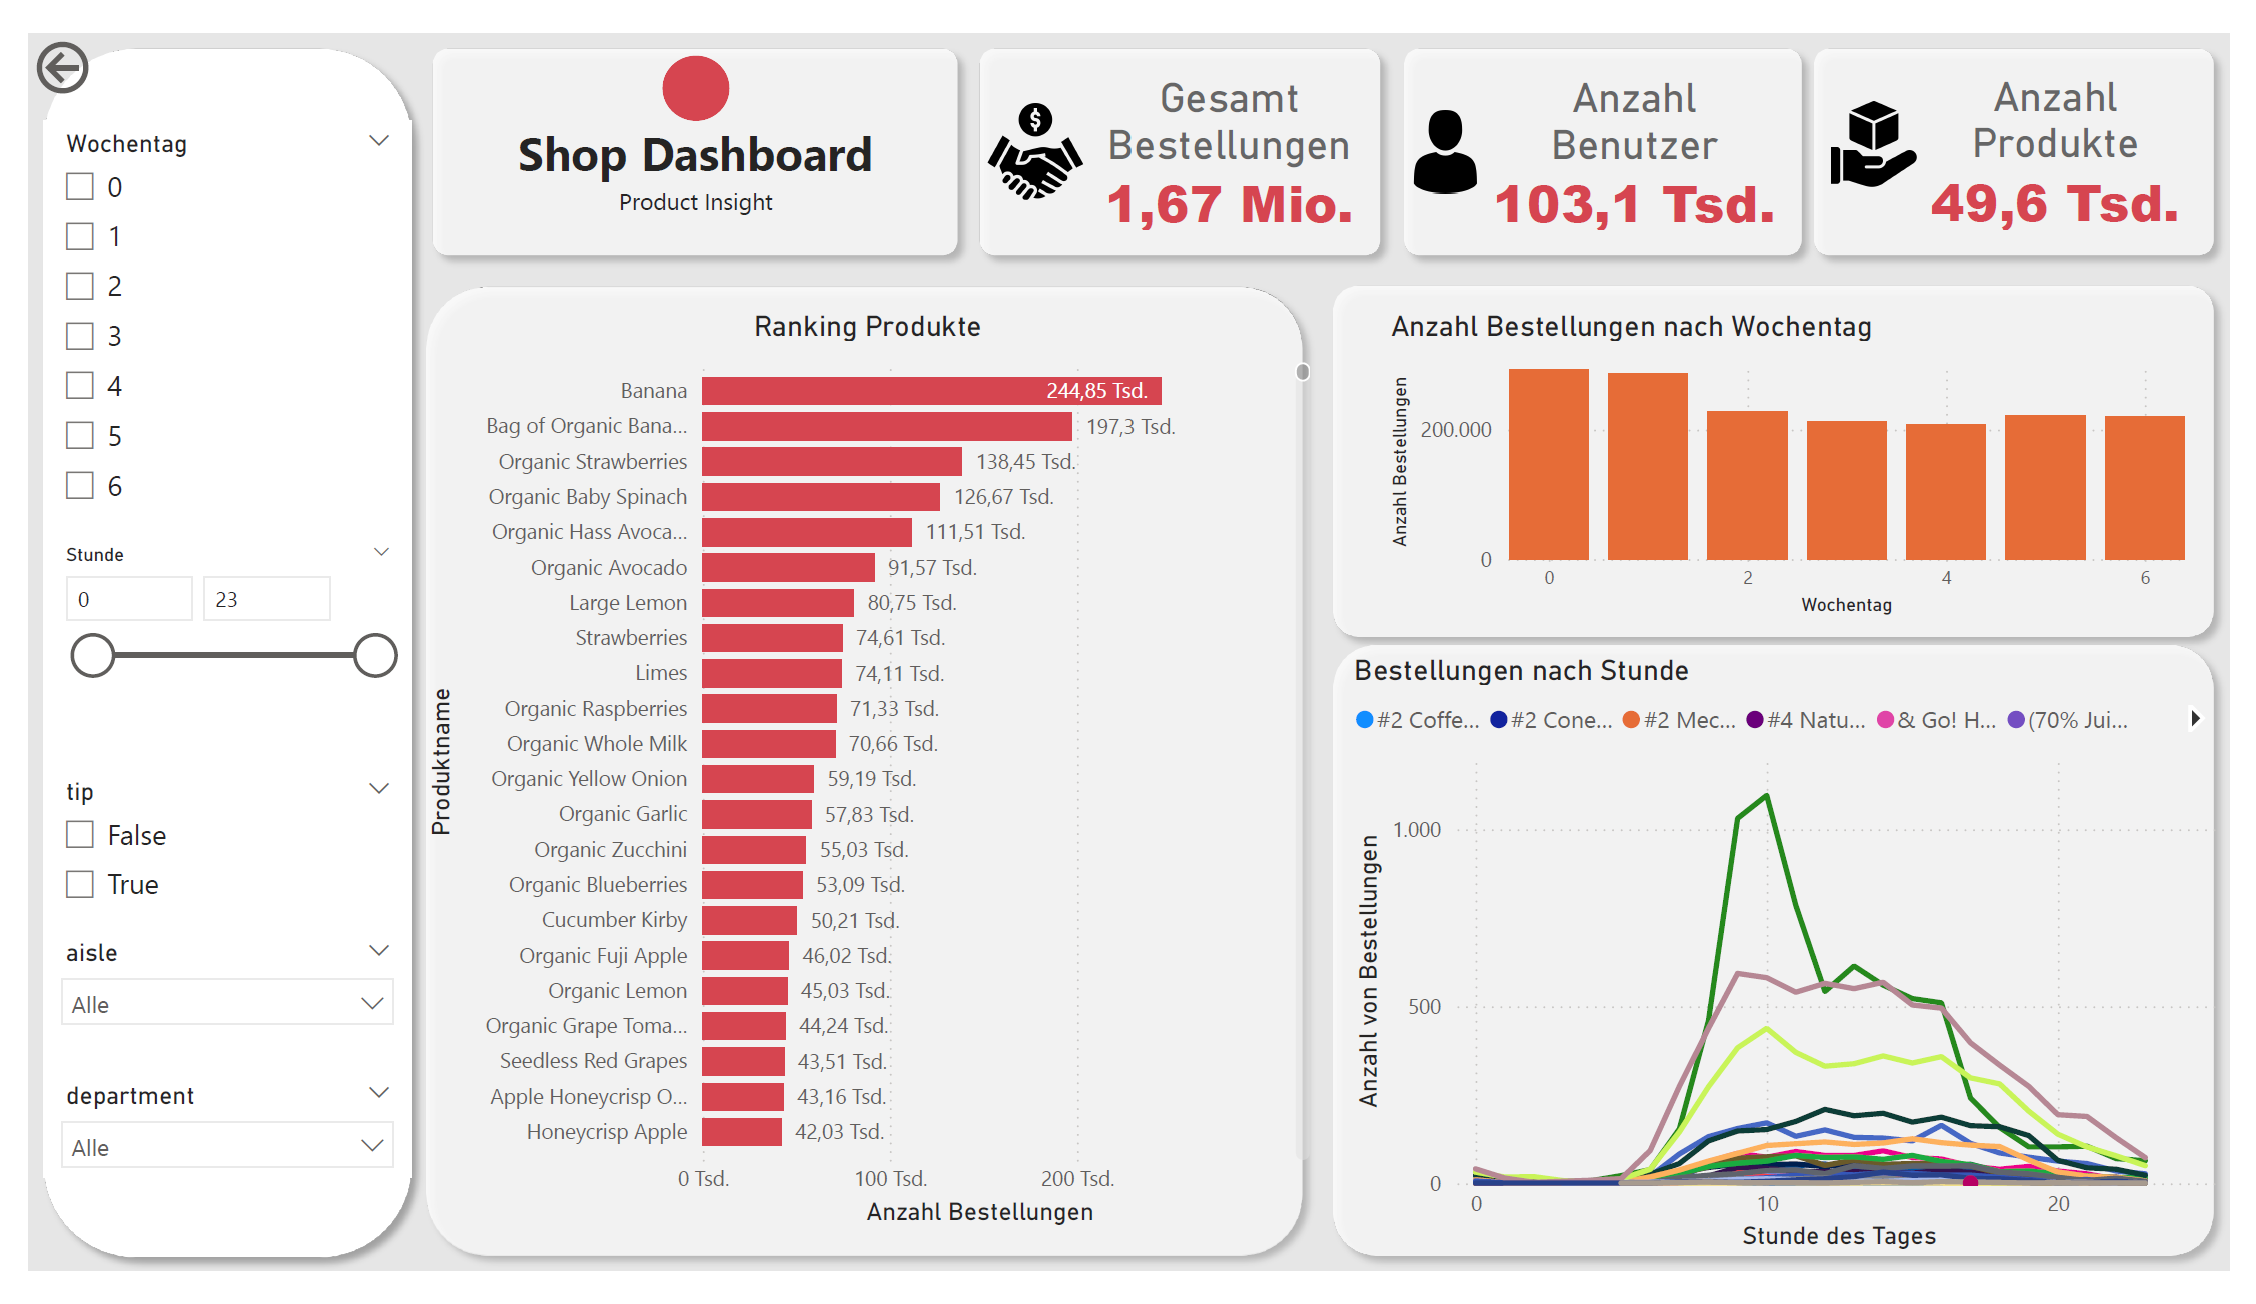 Wochentag
0
1
2
3
4
5
6
Stunde
0
23
tip
False
True
aisle
Alle
department
Alle
Shop Dashboard
Product Insight
$
Gesamt
Bestellungen
1,67 Mio.
Anzahl
Benutzer
103,1 Tsd.
Anzahl
Produkte
49,6 Tsd.
Ranking Produkte
Produktname
Banana 244,85 Tsd.
Bag of Organic Bana... 197,3 Tsd.
Organic Strawberries 138,45 Tsd.
Organic Baby Spinach 126,67 Tsd.
Organic Hass Avoca... 111,51 Tsd.
Organic Avocado 91,57 Tsd.
Large Lemon 80,75 Tsd.
Strawberries 74,61 Tsd.
Limes 74,11 Tsd.
Organic Raspberries 71,33 Tsd.
Organic Whole Milk 70,66 Tsd.
Organic Yellow Onion 59,19 Tsd.
Organic Garlic 57,83 Tsd.
Organic Zucchini 55,03 Tsd.
Organic Blueberries 53,09 Tsd.
Cucumber Kirby 50,21 Tsd.
Organic Fuji Apple 46,02 Tsd.
Organic Lemon 45,03 Tsd.
Organic Grape Toma... 44,24 Tsd.
Seedless Red Grapes 43,51 Tsd.
Apple Honeycrisp O... 43,16 Tsd.
Honeycrisp Apple 42,03 Tsd.
0 Tsd. 100 Tsd. 200 Tsd.
Anzahl Bestellungen
Anzahl Bestellungen nach Wochentag
Anzahl Bestellungen
200.000
0
0 2 4 6
Wochentag
Bestellungen nach Stunde
#2 Coffe... #2 Cone... #2 Mec... #4 Natu... & Go! H... (70% Jui...
Anzahl von Bestellungen
1.000
500
0
0 10 20
Stunde des Tages